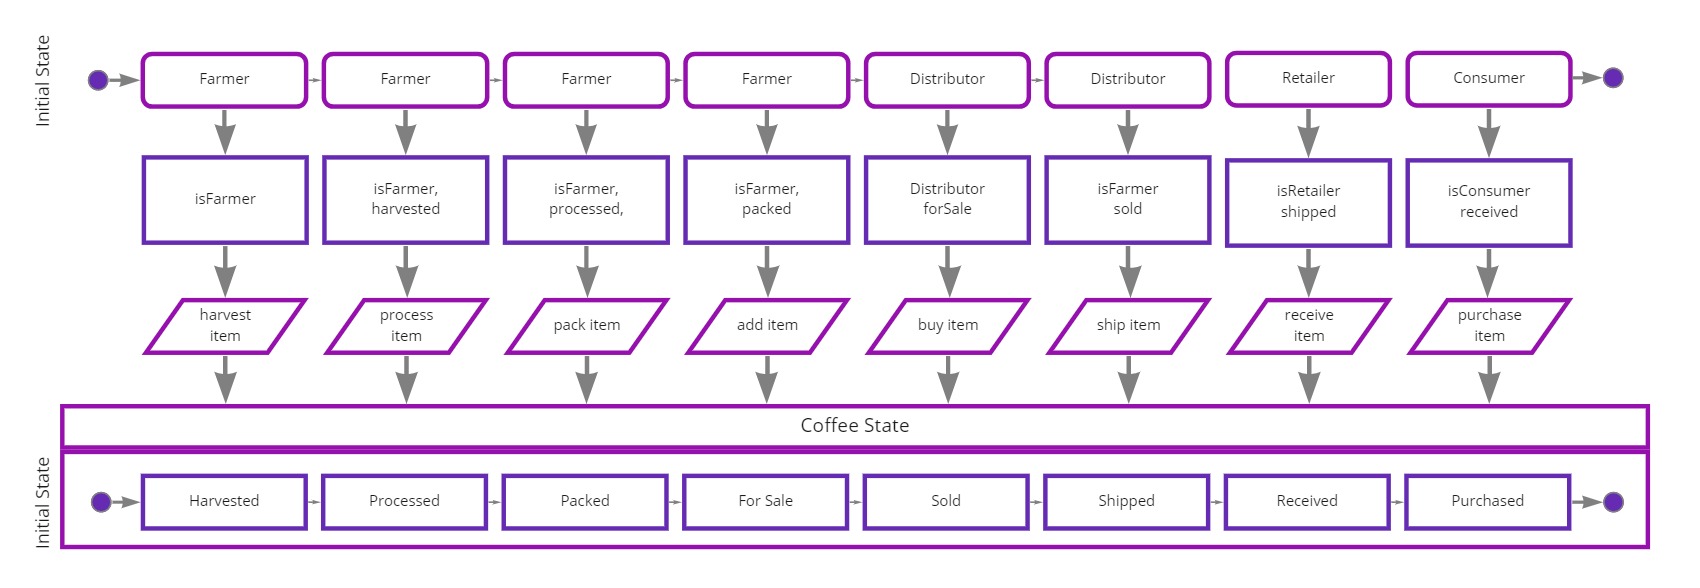 Initial State
Farmer
Farmer
Farmer
Farmer
Distributor
Distributor
Retailer
Consumer
isFarmer
isFarmer,
harvested
isFarmer,
processed,
isFarmer,
packed
Distributor
forSale
isFarmer
sold
isRetailer
shipped
isConsumer
received
harvest
item
process
item
pack item
add item
buy item
ship item
receive
item
purchase
item
Coffee State
Initial State
Harvested
Processed
Packed
For Sale
Sold
Shipped
Received
Purchased